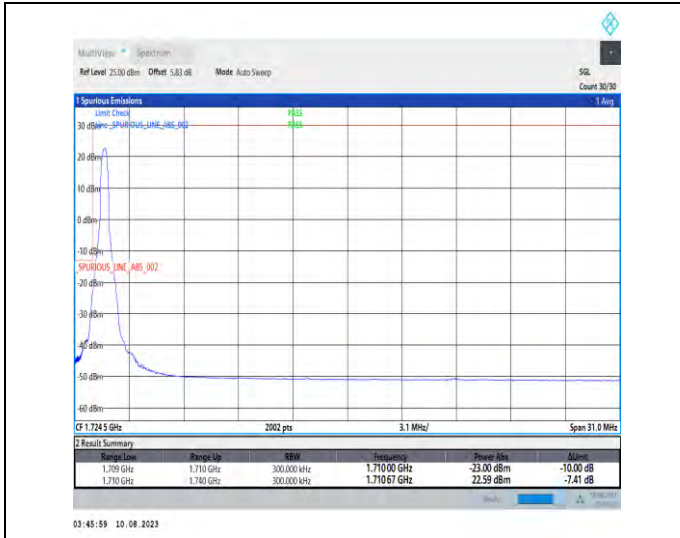 MultiView Spectrum
Ref Level 25.00 dBm Offset 5.83 dB Mode Auto Sweep SGL
Count 30/30
1 Spurious Emissions 1 Avg
Limit Check PASS
30 dBm Line _SPURIOUS_LINE_ABS_002 PASS
20 dBm
10 dBm
0 dBm
-10 dBm
_SPURIOUS_LINE_ABS_002
-20 dBm
-30 dBm
-40 dBm
-50 dBm
-60 dBm
CF 1.724 5 GHz 2002 pts 3.1 MHz/ Span 31.0 MHz
2 Result Summary
Range Low Range Up RBW Frequency Power Abs ΔLimit
1.709 GHz 1.710 GHz 300.000 kHz 1.710 00 GHz -23.00 dBm -10.00 dB
1.710 GHz 1.740 GHz 300.000 kHz 1.710 67 GHz 22.59 dBm -7.41 dB
Ready
03:45:59 10.08.2023